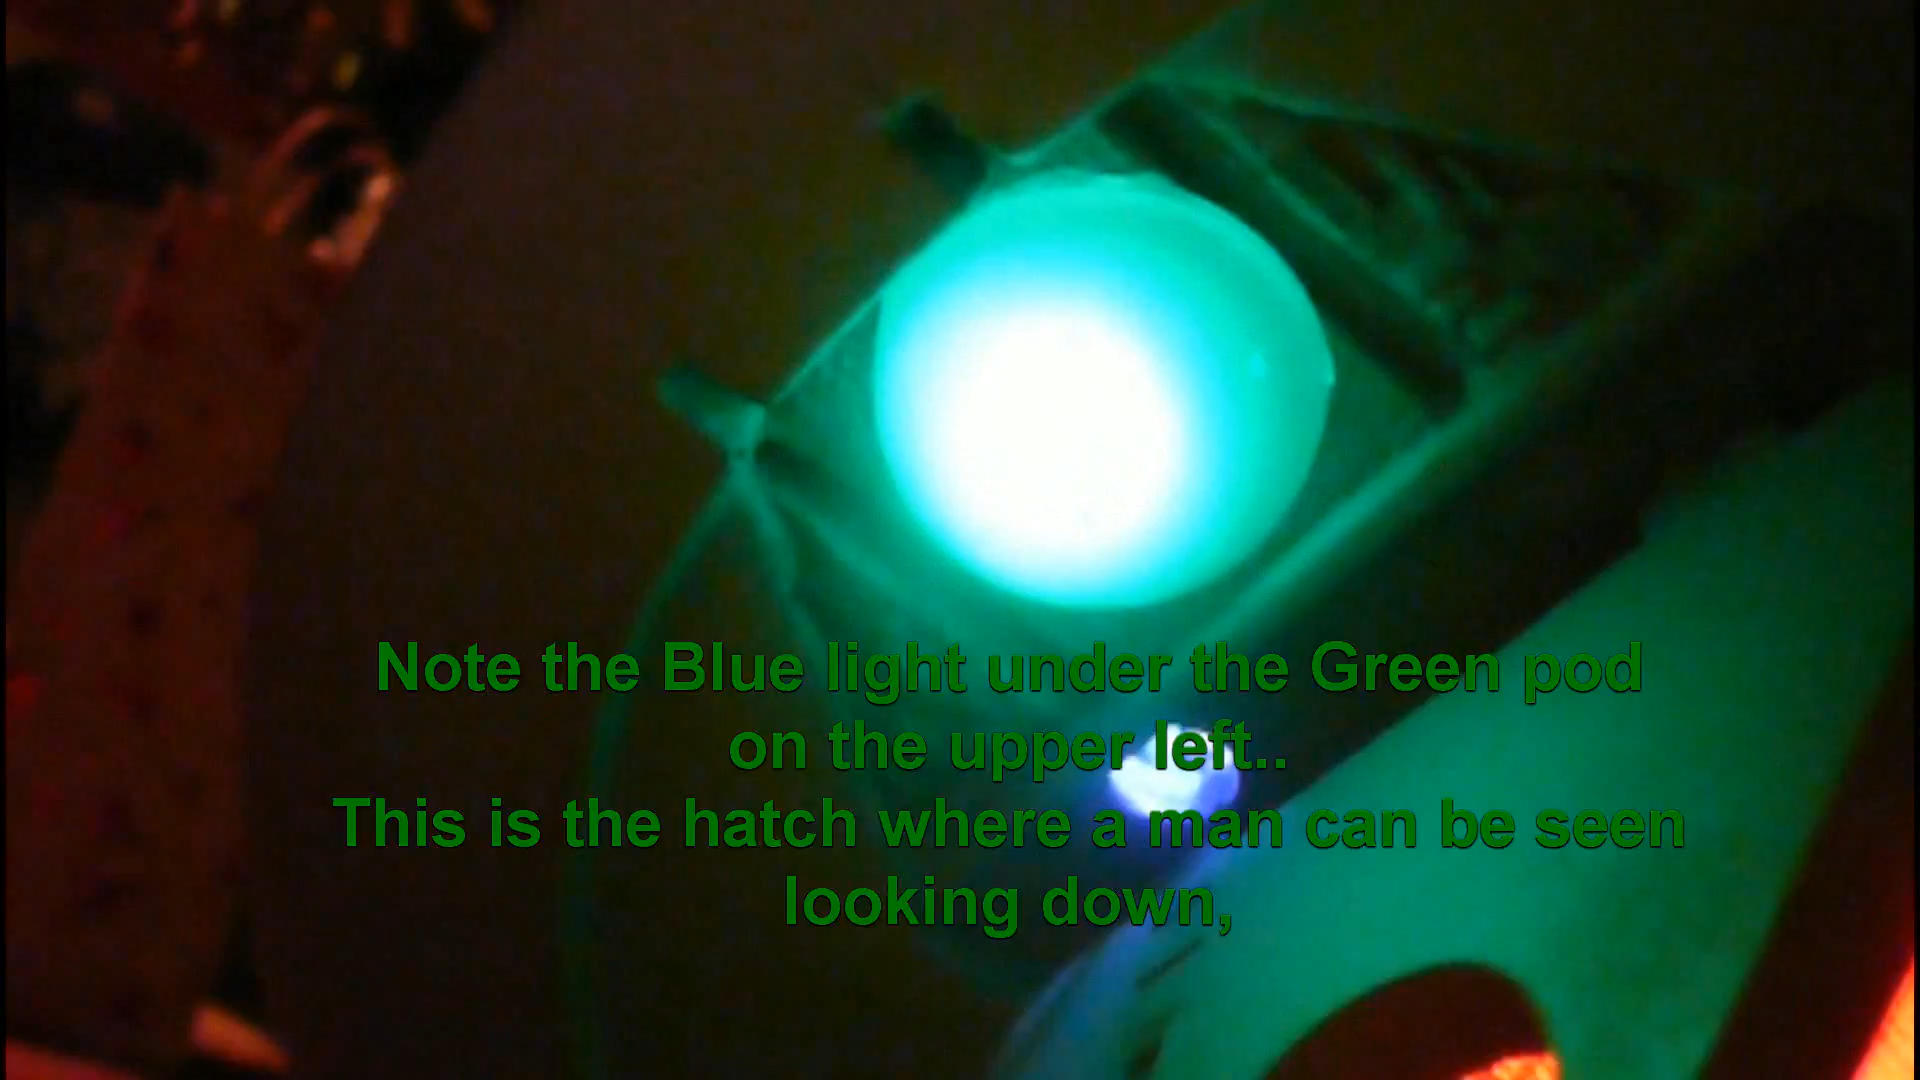 Note the Blue light under the Green pod
on the upper left..
This is the hatch where a man can be seen
looking down,